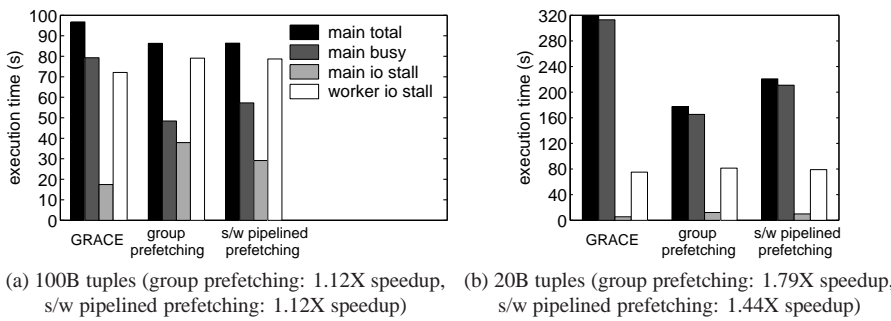 100
90
80
70
60
50
40
30
20
10
0
execution time (s)
main total
main busy
main io stall
worker io stall
GRACE
group
prefetching
s/w pipelined
prefetching
(a) 100B tuples (group prefetching: 1.12X speedup,
s/w pipelined prefetching: 1.12X speedup)
320
280
240
200
160
120
80
40
0
execution time (s)
GRACE
group
prefetching
s/w pipelined
prefetching
(b) 20B tuples (group prefetching: 1.79X speedup,
s/w pipelined prefetching: 1.44X speedup)